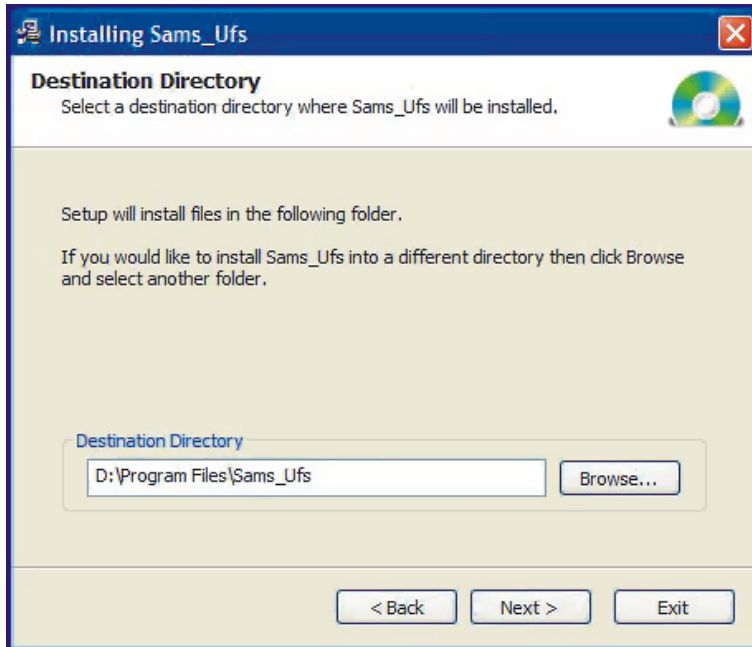 Installing Sams_Ufs
Destination Directory
Select a destination directory where Sams_Ufs will be installed.
Setup will install files in the following folder.
If you would like to install Sams_Ufs into a different directory then click Browse
and select another folder.
Destination Directory
D:\Program Files\Sams_Ufs
Browse...
< Back
Next >
Exit